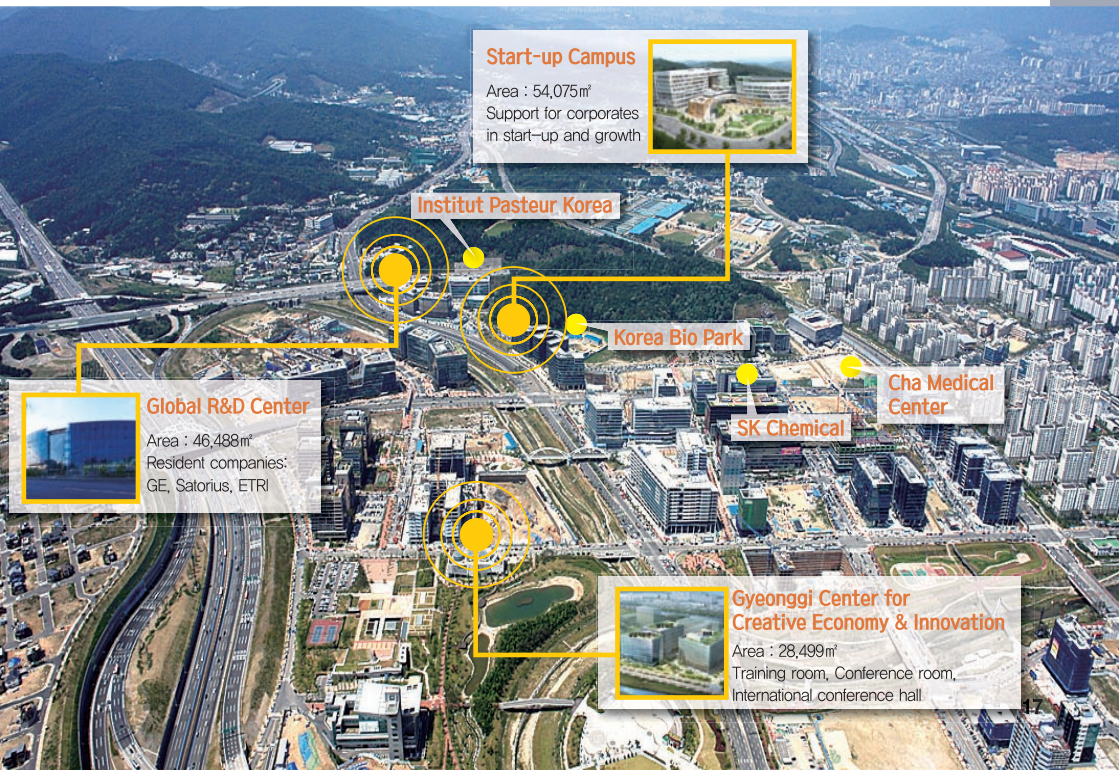 Start-up Campus
Area : 54,075㎡
Support for corporates
in start-up and growth
Institut Pasteur Korea
Korea Bio Park
Cha Medical
Center
SK Chemical
Global R&D Center
Area : 46,488㎡
Resident companies:
GE, Satorius, ETRI
Gyeonggi Center for
Creative Economy & Innovation
Area : 28,499㎡
Training room, Conference room,
International conference hall
17